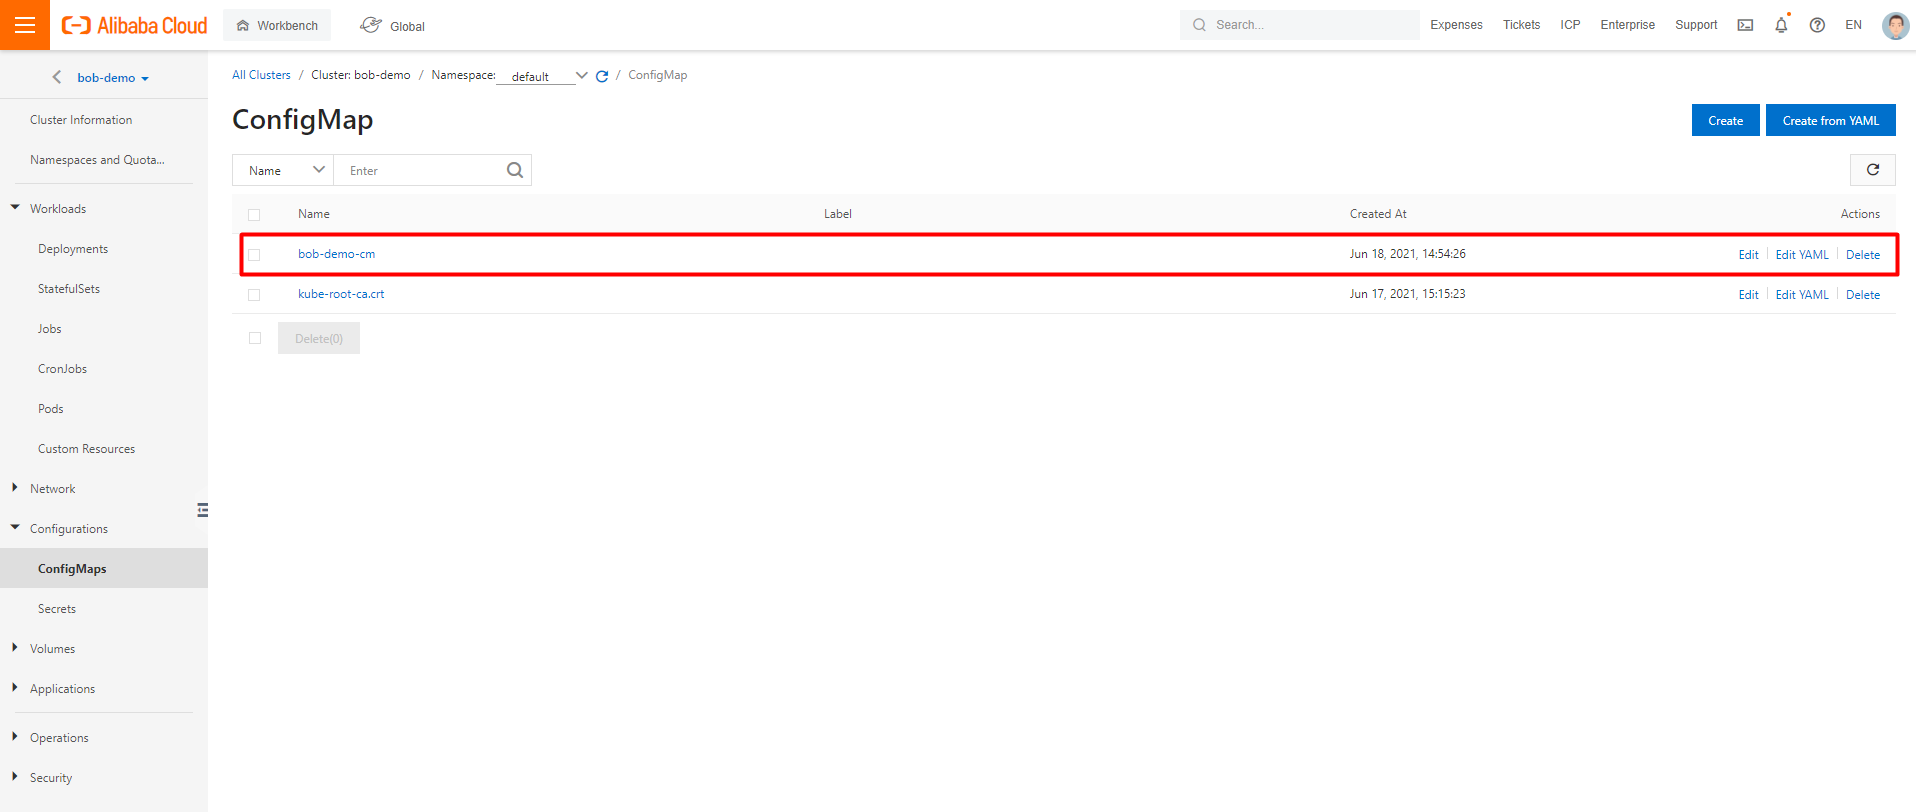 Alibaba Cloud Workbench Global Search... Expenses Tickets ICP Enterprise Support EN
bob-demo
Cluster Information
Namespaces and Quota...
Workloads
Deployments
StatefulSets
Jobs
CronJobs
Pods
Custom Resources
Network
Configurations
ConfigMaps
Secrets
Volumes
Applications
Operations
Security
All Clusters / Cluster: bob-demo / Namespace: default / ConfigMap
ConfigMap
Create Create from YAML
Name Enter
Name Label Created At Actions
bob-demo-cm Jun 18, 2021, 14:54:26 Edit Edit YAML Delete
kube-root-ca.crt Jun 17, 2021, 15:15:23 Edit Edit YAML Delete
Delete(0)